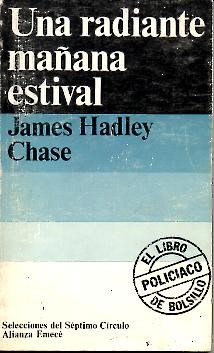 Una radiante
mañana
estival
James Hadley
Chase
EL LIBRO
POLICIACO
DE BOLSILLO
Selecciones del Séptimo Círculo
Alianza Emecé